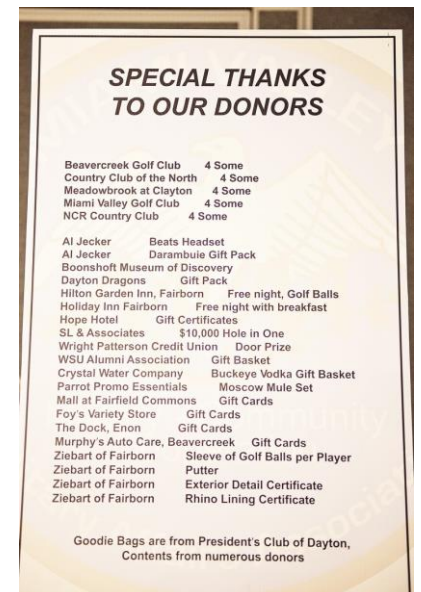 SPECIAL THANKS
TO OUR DONORS
Beavercreek Golf Club 4 Some
Country Club of the North 4 Some
Meadowbrook at Clayton 4 Some
Miami Valley Golf Club 4 Some
NCR Country Club 4 Some
Al Jecker Beats Headset
Al Jecker Darambuie Gift Pack
Boonshoft Museum of Discovery
Dayton Dragons Gift Pack
Hilton Garden Inn, Fairborn Free night, Golf Balls
Holiday Inn Fairborn Free night with breakfast
Hope Hotel Gift Certificates
SL & Associates $10,000 Hole in One
Wright Patterson Credit Union Door Prize
WSU Alumni Association Gift Basket
Crystal Water Company Buckeye Vodka Gift Basket
Parrot Promo Essentials Moscow Mule Set
Mall at Fairfield Commons Gift Cards
Foy's Variety Store Gift Cards
The Dock, Enon Gift Cards
Murphy's Auto Care, Beavercreek Gift Cards
Ziebart of Fairborn Sleeve of Golf Balls per Player
Ziebart of Fairborn Putter
Ziebart of Fairborn Exterior Detail Certificate
Ziebart of Fairborn Rhino Lining Certificate
Goodie Bags are from President's Club of Dayton,
Contents from numerous donors